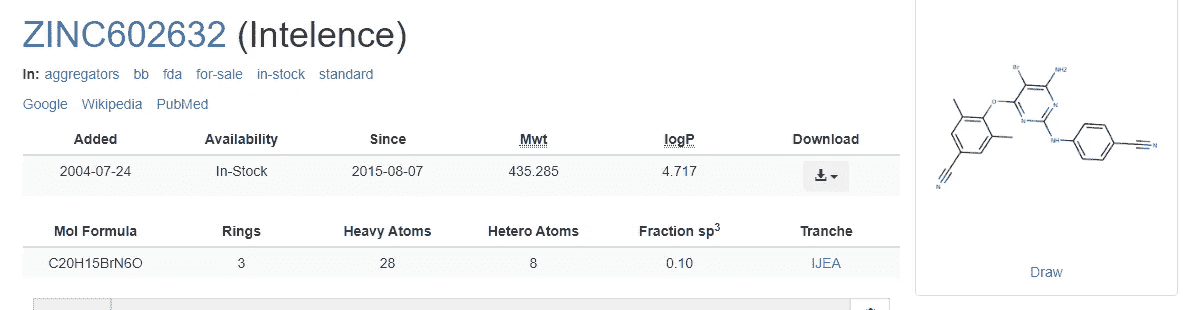 ZINC602632 (Intelence)
In: aggregators bb fda for-sale in-stock standard
Google Wikipedia PubMed
Added Availability Since Mwt logP Download
2004-07-24 In-Stock 2015-08-07 435.285 4.717
Mol Formula Rings Heavy Atoms Hetero Atoms Fraction sp3 Tranche
C20H15BrN6O 3 28 8 0.10 IJEA
Br
NH2
O
N
N
NH
N
N
Draw